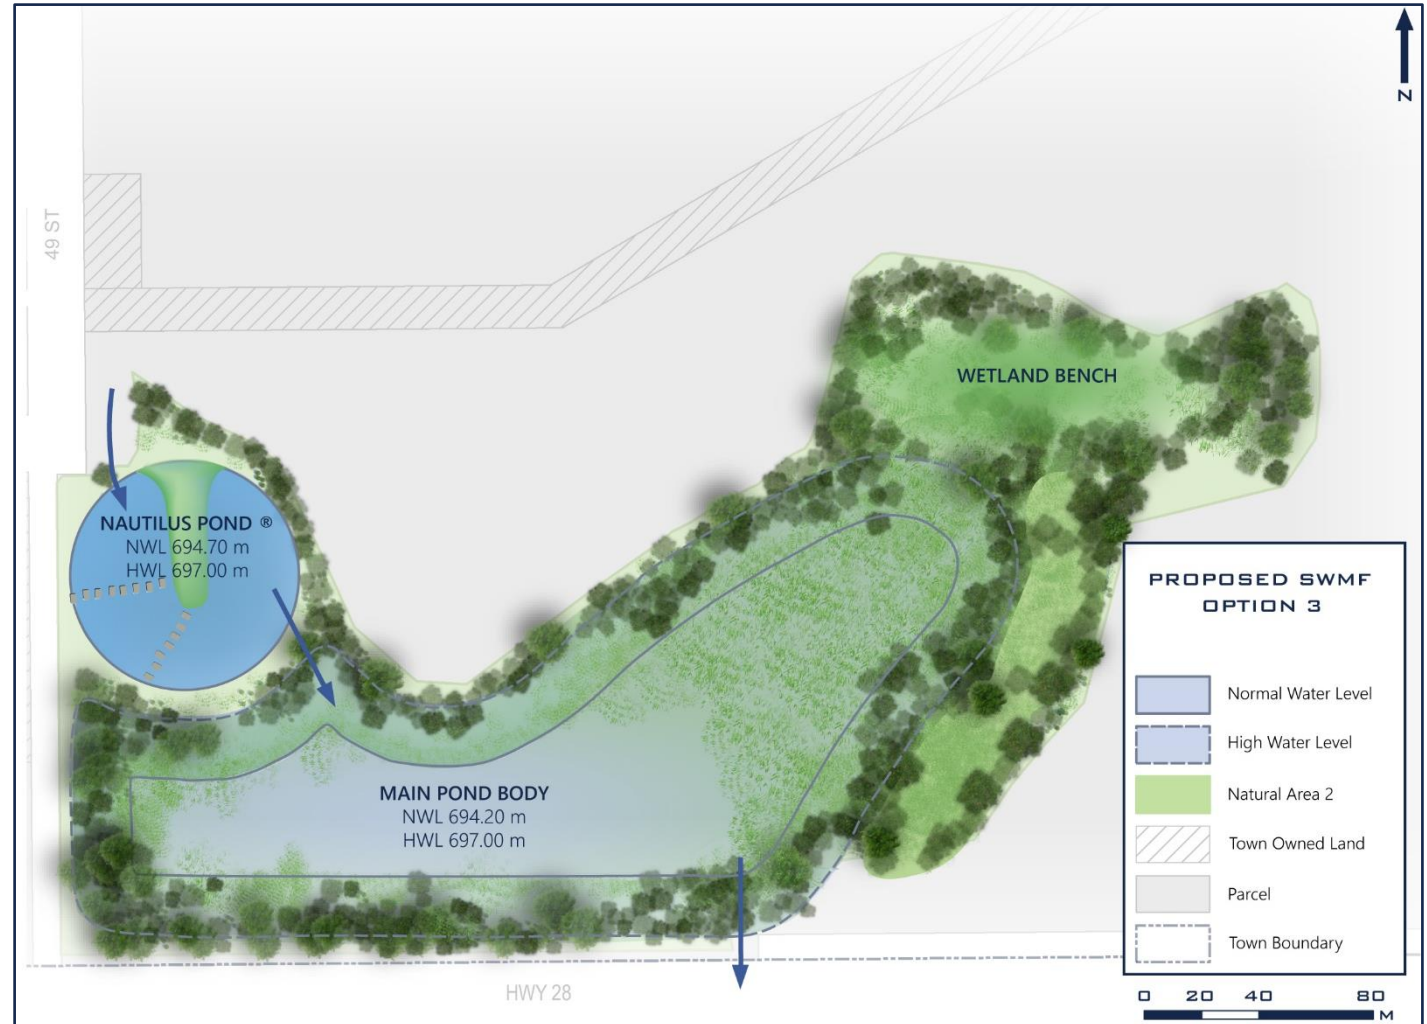 N
49 ST
WETLAND BENCH
NAUTILUS POND ®
NWL 694.70 m
HWL 697.00 m
MAIN POND BODY
NWL 694.20 m
HWL 697.00 m
HWY 28
PROPOSED SWMF
OPTION 3
Normal Water Level
High Water Level
Natural Area 2
Town Owned Land
Parcel
Town Boundary
0 20 40 80
M